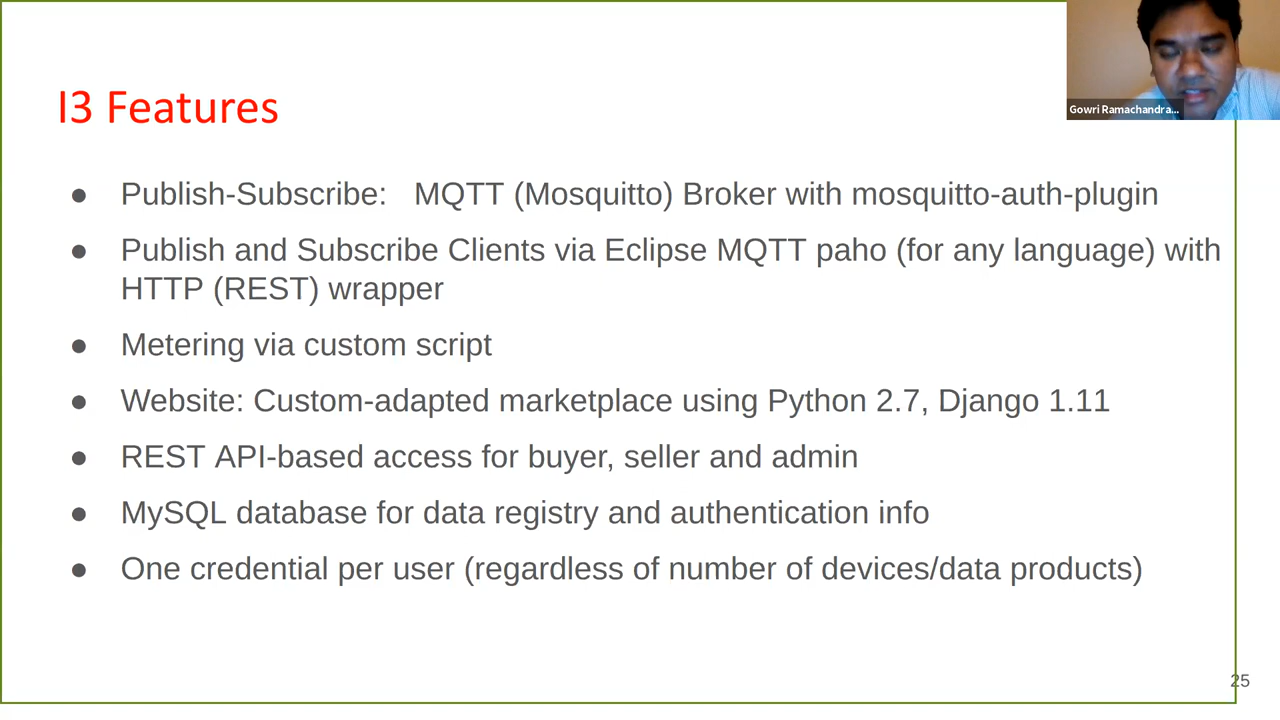 Gowri Ramachandra...
I3 Features
● Publish-Subscribe: MQTT (Mosquitto) Broker with mosquitto-auth-plugin
● Publish and Subscribe Clients via Eclipse MQTT paho (for any language) with
HTTP (REST) wrapper
● Metering via custom script
● Website: Custom-adapted marketplace using Python 2.7, Django 1.11
● REST API-based access for buyer, seller and admin
● MySQL database for data registry and authentication info
● One credential per user (regardless of number of devices/data products)
25